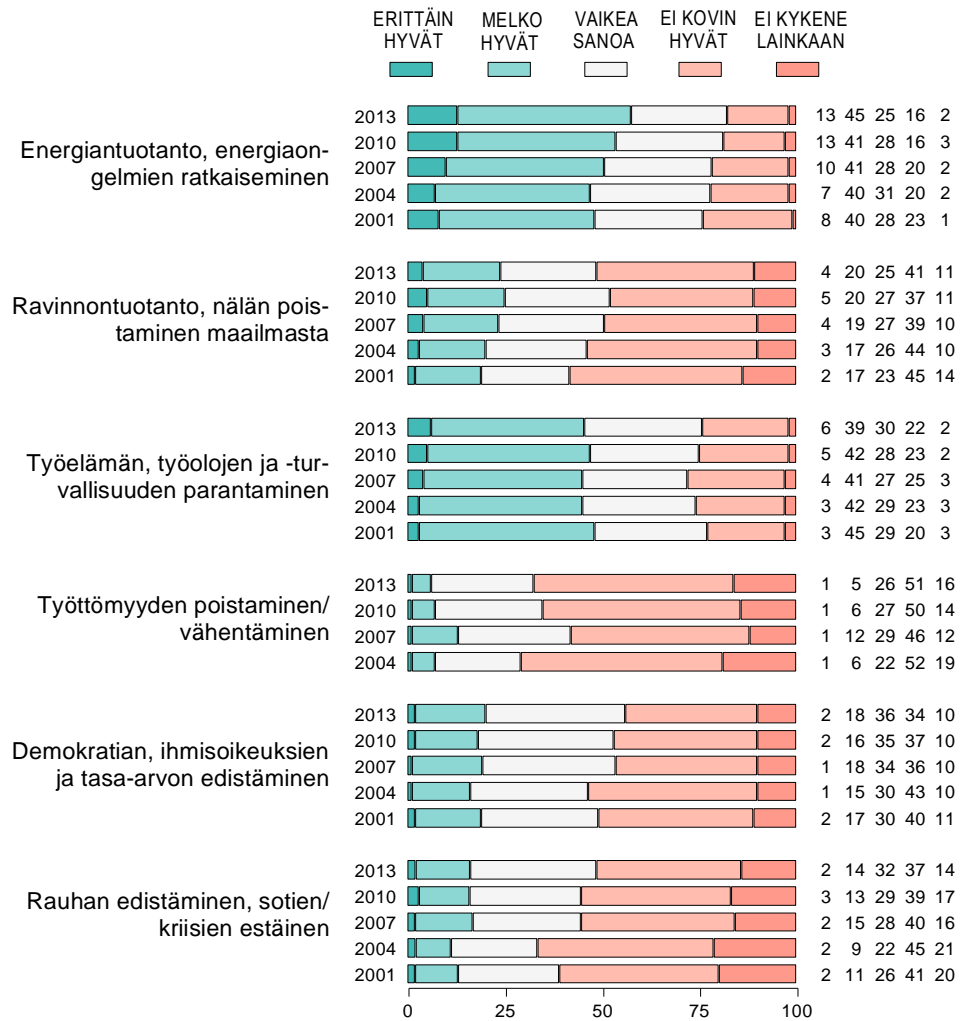 ERITTÄIN MELKO VAIKEA EI KOVIN EI KYKENE
HYVÄT HYVÄT SANOA HYVÄT LAINKAAN
Energiantuotanto, energiaon-
gelmien ratkaiseminen
2013 13 45 25 16 2
2010 13 41 28 16 3
2007 10 41 28 20 2
2004 7 40 31 20 2
2001 8 40 28 23 1
Ravinnontuotanto, nälän pois-
taminen maailmasta
2013 4 20 25 41 11
2010 5 20 27 37 11
2007 4 19 27 39 10
2004 3 17 26 44 10
2001 2 17 23 45 14
Työelämän, työolojen ja -tur-
vallisuuden parantaminen
2013 6 39 30 22 2
2010 5 42 28 23 2
2007 4 41 27 25 3
2004 3 42 29 23 3
2001 3 45 29 20 3
Työttömyyden poistaminen/
vähentäminen
2013 1 5 26 51 16
2010 1 6 27 50 14
2007 1 12 29 46 12
2004 1 6 22 52 19
Demokratian, ihmisoikeuksien
ja tasa-arvon edistäminen
2013 2 18 36 34 10
2010 2 16 35 37 10
2007 1 18 34 36 10
2004 1 15 30 43 10
2001 2 17 30 40 11
Rauhan edistäminen, sotien/
kriisien estäinen
2013 2 14 32 37 14
2010 3 13 29 39 17
2007 2 15 28 40 16
2004 2 9 22 45 21
2001 2 11 26 41 20
0 25 50 75 100